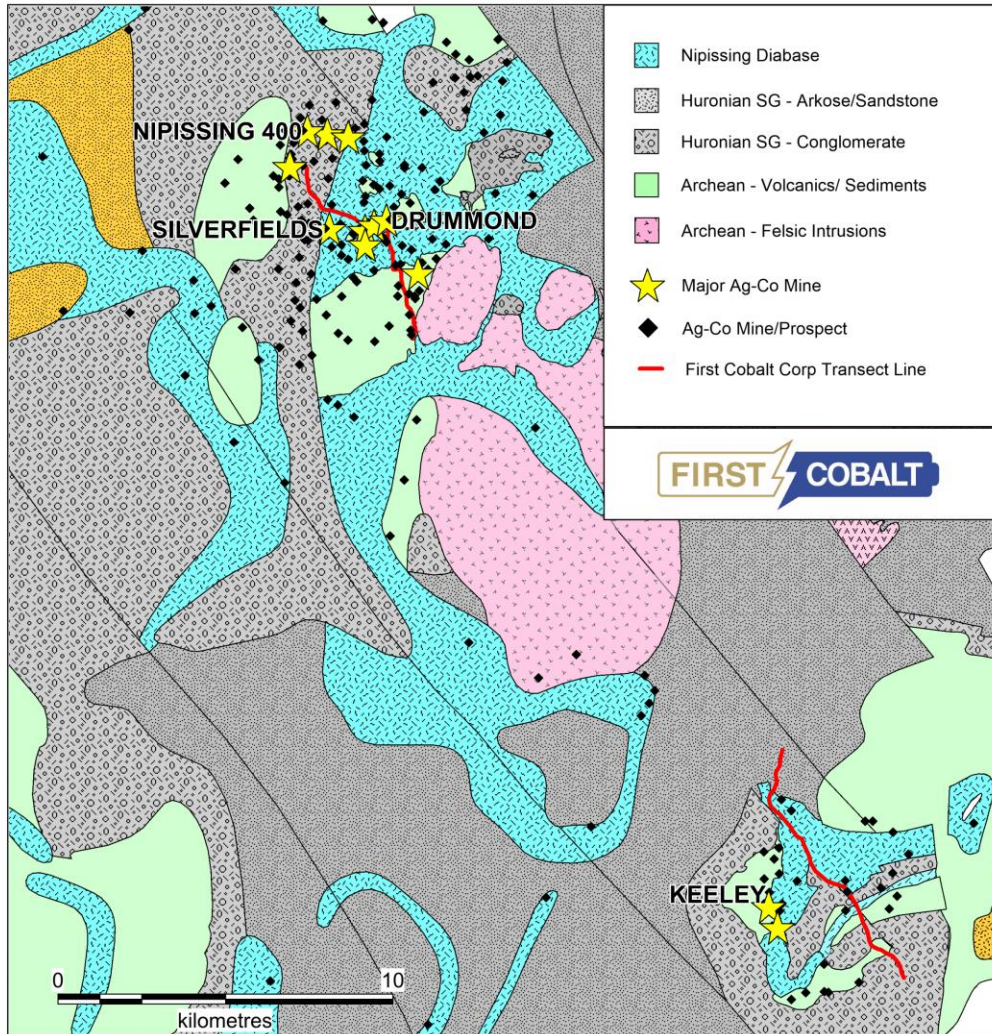 Nipissing Diabase
Huronian SG - Arkose/Sandstone
Huronian SG - Conglomerate
Archean - Volcanics/ Sediments
Archean - Felsic Intrusions
Major Ag-Co Mine
Ag-Co Mine/Prospect
First Cobalt Corp Transect Line
FIRST COBALT
NIPISSING 400
SILVERFIELDS
DRUMMOND
KEELEY
0 10
kilometres